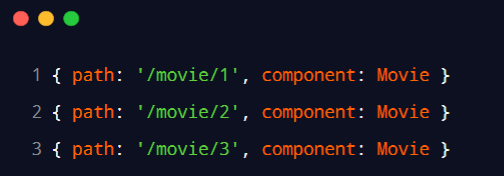 1 { path: '/movie/1', component: Movie }
2 { path: '/movie/2', component: Movie }
3 { path: '/movie/3', component: Movie }